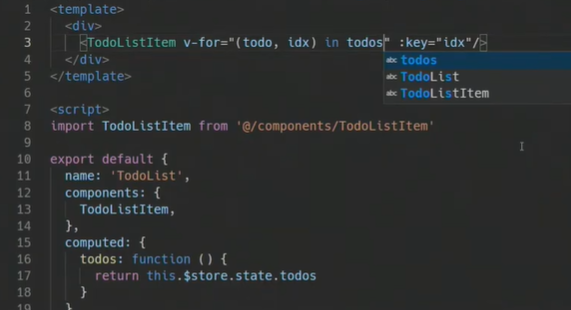 1 <template>
2 <div>
3 <TodoListItem v-for="(todo, idx) in todos" :key="idx"/>
4 </div>
5 </template>
6
7 <script>
8 import TodoListItem from '@/components/TodoListItem'
9
10 export default {
11 name: 'TodoList',
12 components: {
13 TodoListItem,
14 },
15 computed: {
16 todos: function () {
17 return this.$store.state.todos
18 }
19 }
abc todos
abc TodoList
abc TodoListItem